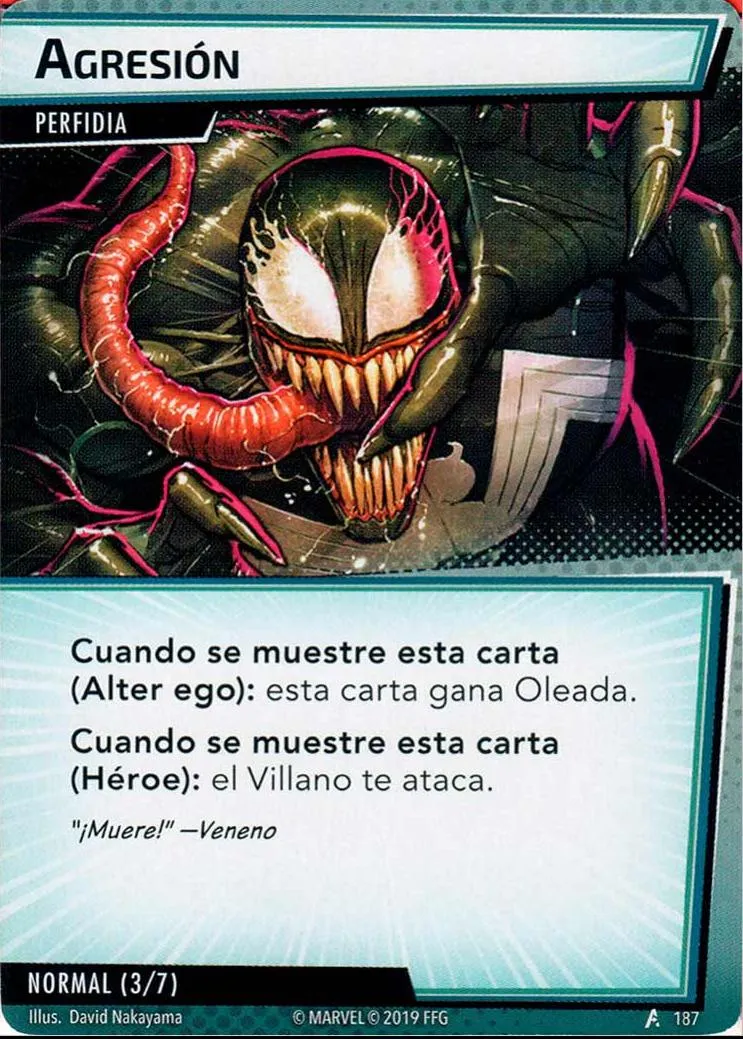 AGRESIÓN
PERFIDIA
Cuando se muestre esta carta
(Alter ego): esta carta gana Oleada.
Cuando se muestre esta carta
(Héroe): el Villano te ataca.
"¡Muere!" —Veneno
NORMAL (3/7)
Illus. David Nakayama © MARVEL © 2019 FFG 187